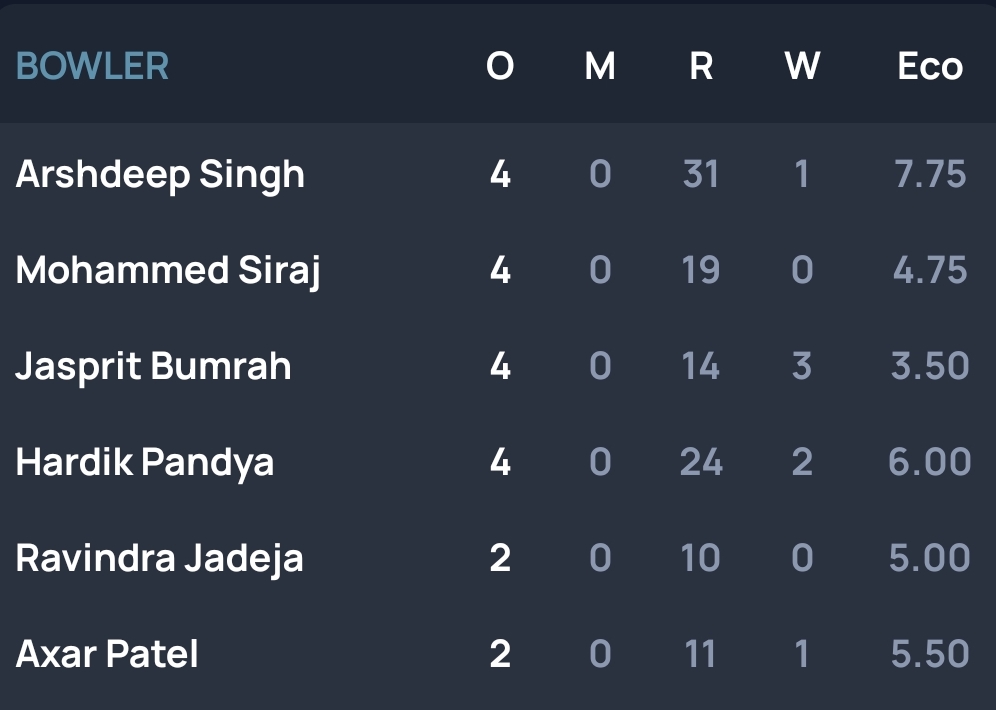 BOWLER O M R W Eco
Arshdeep Singh 4 0 31 1 7.75
Mohammed Siraj 4 0 19 0 4.75
Jasprit Bumrah 4 0 14 3 3.50
Hardik Pandya 4 0 24 2 6.00
Ravindra Jadeja 2 0 10 0 5.00
Axar Patel 2 0 11 1 5.50